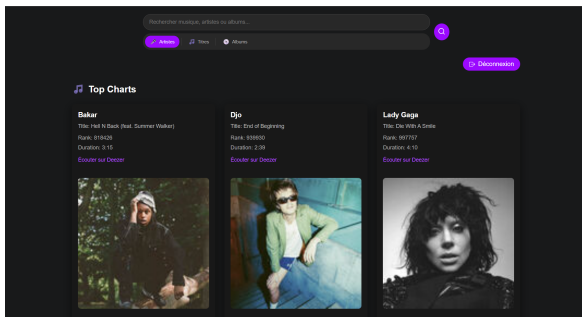 Rechercher musique, artistes ou albums...
Artistes
Titres
Albums
Déconnexion
Top Charts
Bakar
Title: Hell N Back (feat. Summer Walker)
Rank: 818426
Duration: 3:15
Écouter sur Deezer
Djo
Title: End of Beginning
Rank: 939930
Duration: 2:39
Écouter sur Deezer
Lady Gaga
Title: Die With A Smile
Rank: 997757
Duration: 4:10
Écouter sur Deezer